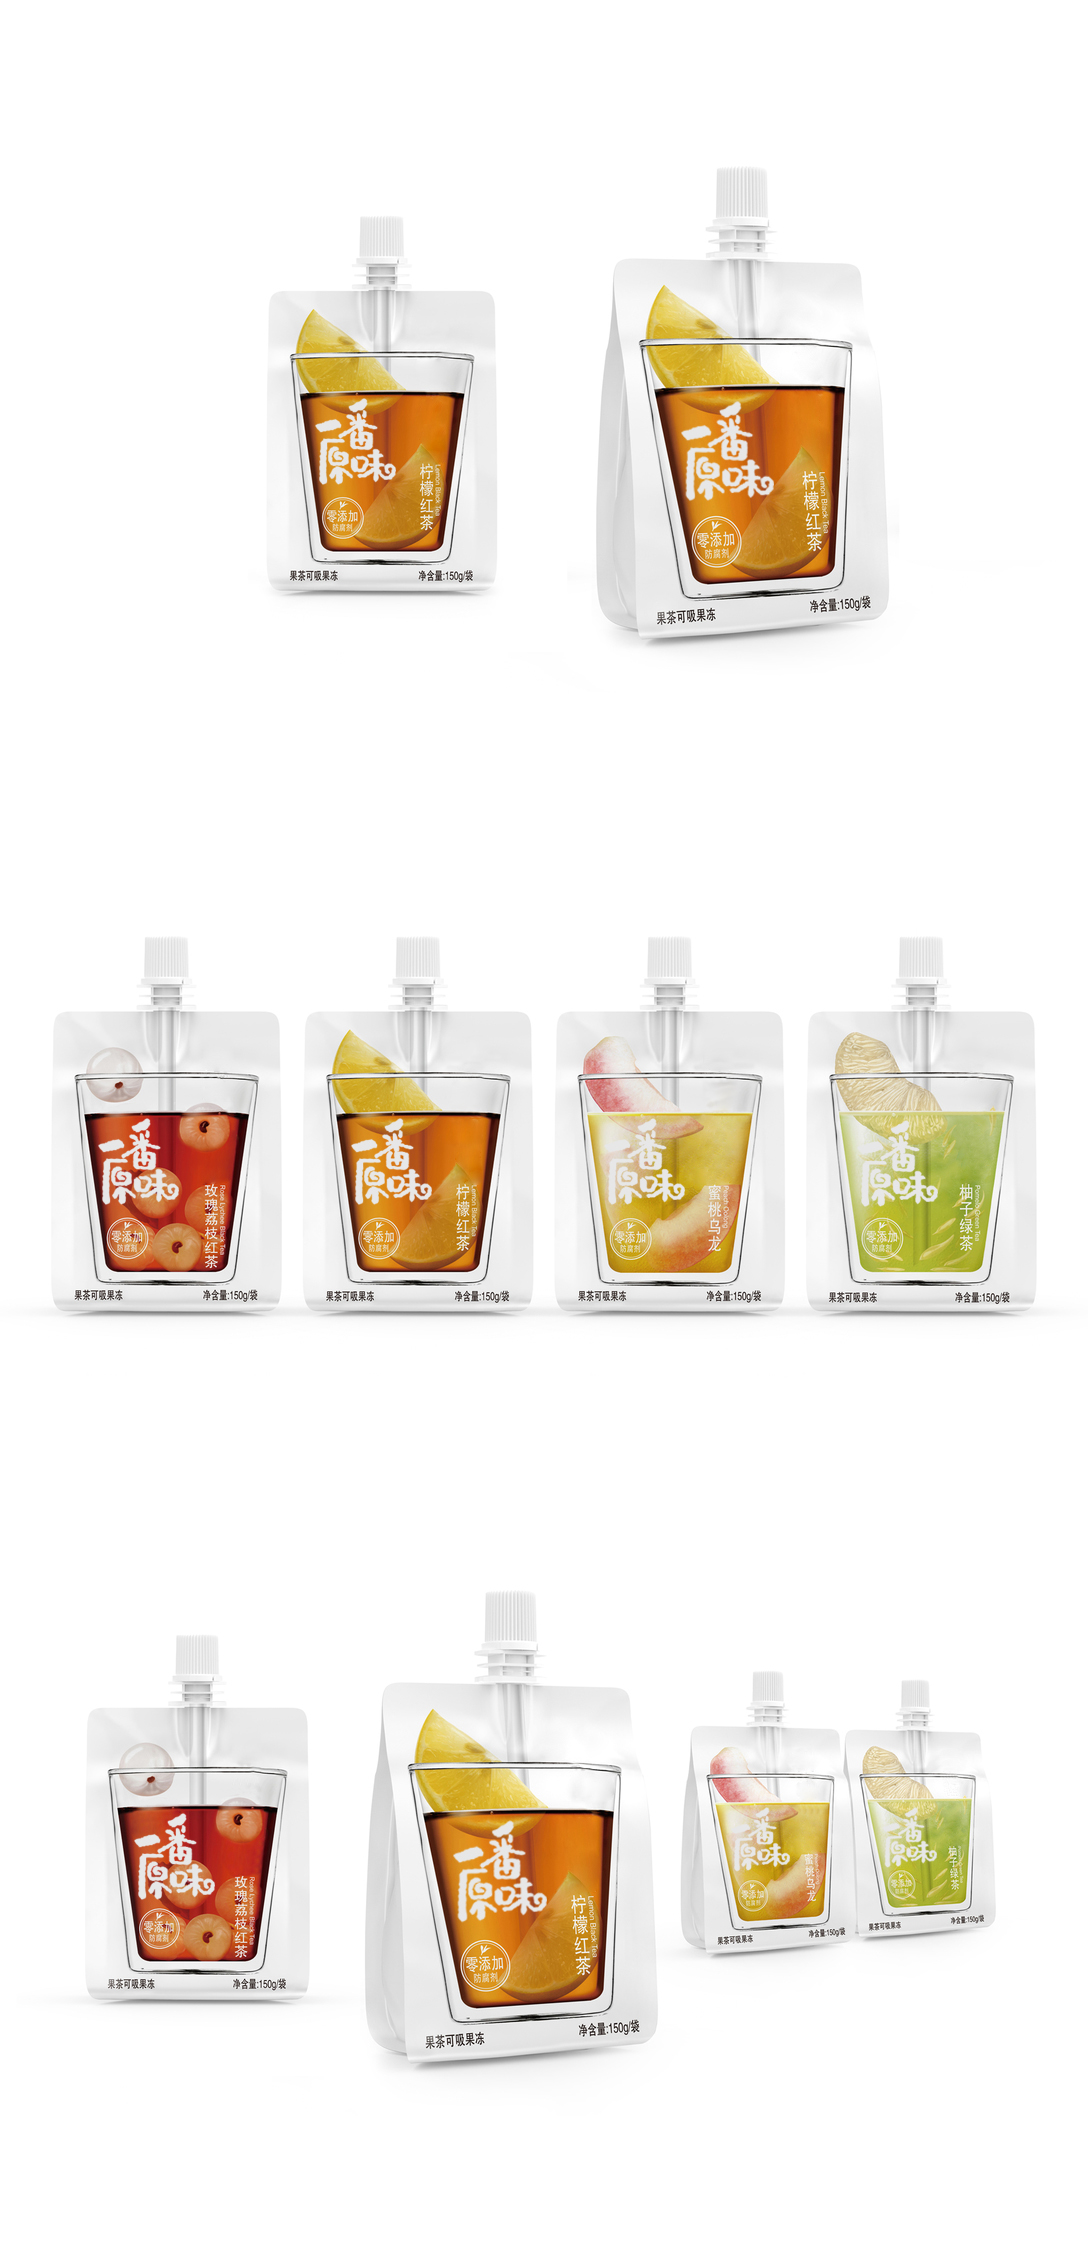 一番
原味
柠檬红茶
Lemon Black Tea
零添加
防腐剂
果茶可吸果冻
净含量:150g/袋
一番
原味
柠檬红茶
Lemon Black Tea
零添加
防腐剂
果茶可吸果冻
净含量:150g/袋
一番
原味
玫瑰荔枝红茶
Rose Lychee Black Tea
零添加
防腐剂
果茶可吸果冻
净含量:150g/袋
一番
原味
柠檬红茶
Lemon Black Tea
零添加
防腐剂
果茶可吸果冻
净含量:150g/袋
一番
原味
蜜桃乌龙
零添加
防腐剂
果茶可吸果冻
净含量:150g/袋
一番
原味
柚子绿茶
零添加
防腐剂
果茶可吸果冻
净含量:150g/袋
一番
原味
玫瑰荔枝红茶
Rose Lychee Black Tea
零添加
防腐剂
果茶可吸果冻
净含量:150g/袋
一番
原味
柠檬红茶
Lemon Black Tea
零添加
防腐剂
果茶可吸果冻
净含量:150g/袋
一番
原味
蜜桃乌龙
零添加
防腐剂
果茶可吸果冻
净含量:150g/袋
一番
原味
柚子绿茶
零添加
防腐剂
果茶可吸果冻
净含量:150g/袋